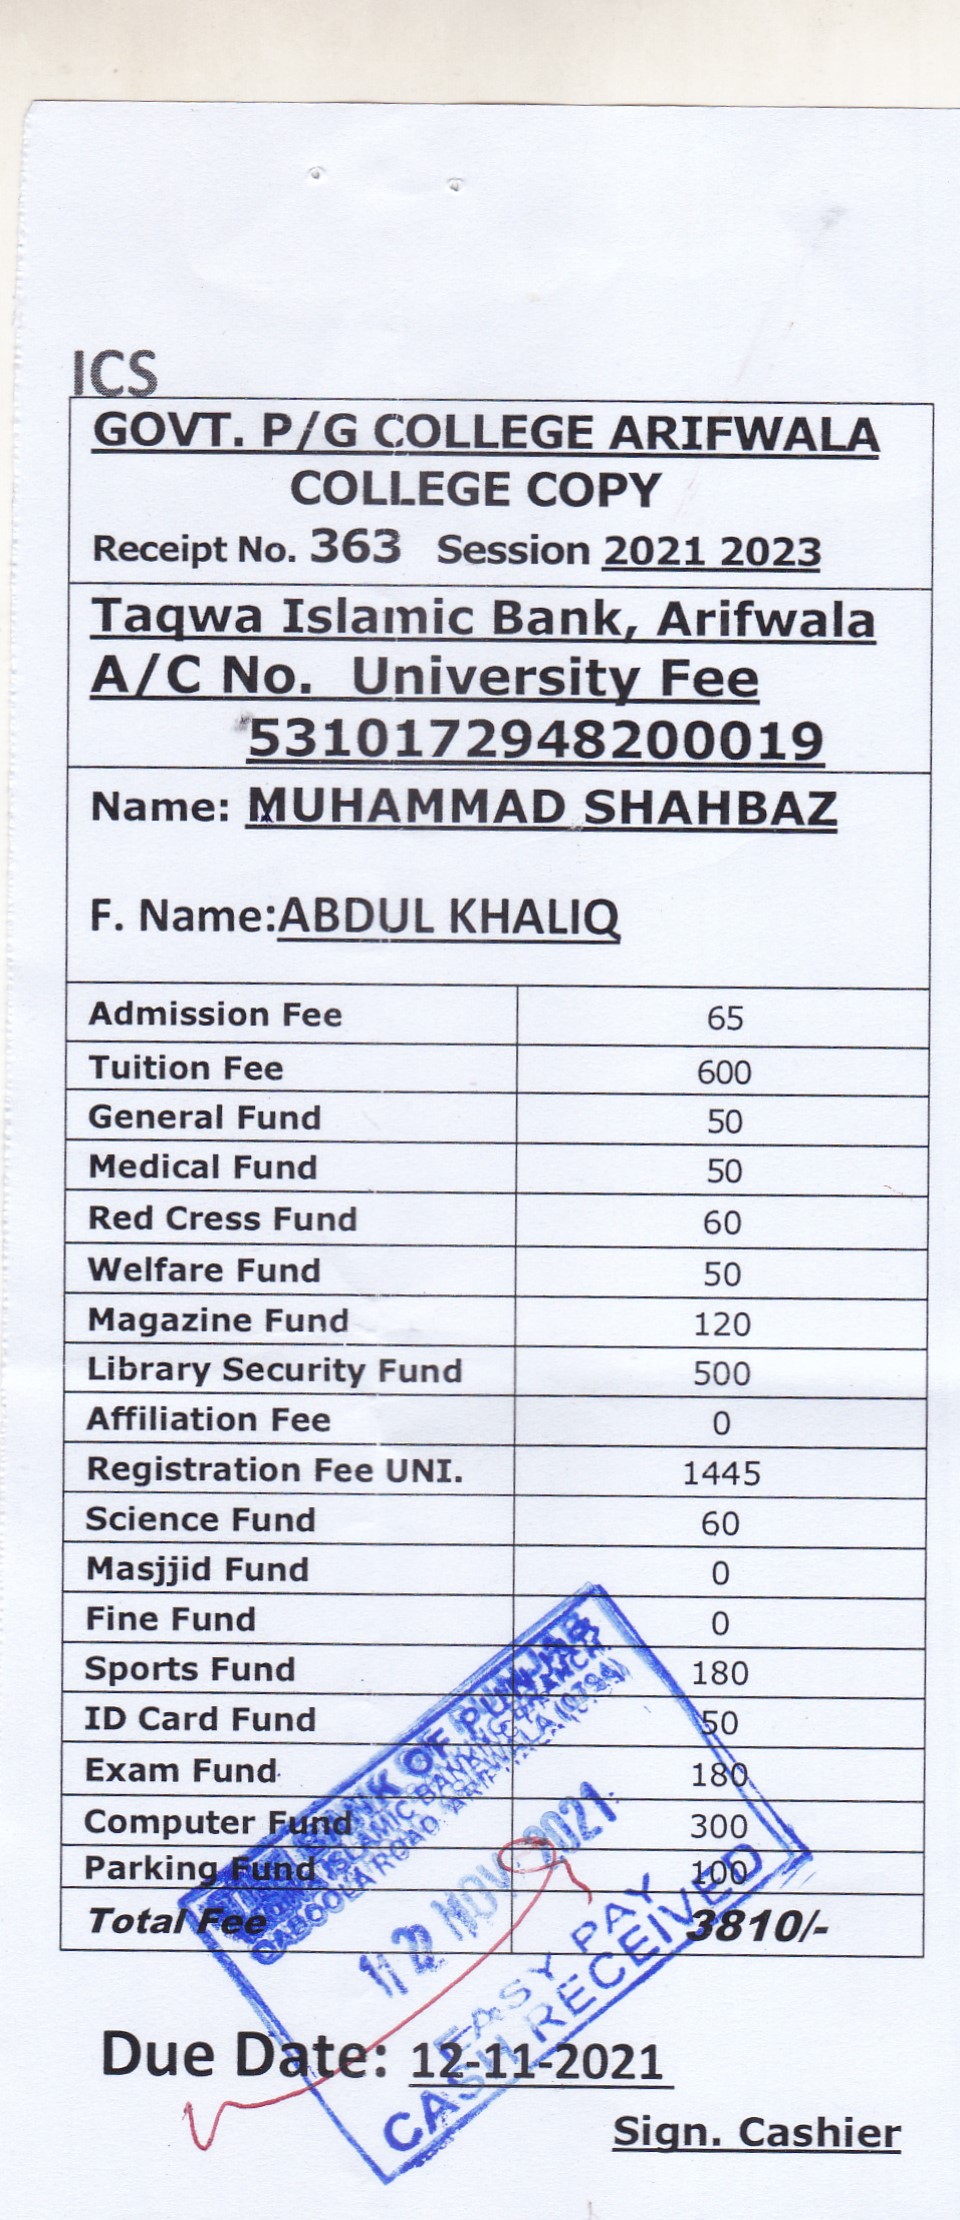 ICS
GOVT. P/G COLLEGE ARIFWALA
COLLEGE COPY
Receipt No. 363 Session 2021 2023
Taqwa Islamic Bank, Arifwala
A/C No. University Fee
5310172948200019
Name: MUHAMMAD SHAHBAZ
F. Name:ABDUL KHALIQ
Admission Fee 65
Tuition Fee 600
General Fund 50
Medical Fund 50
Red Cress Fund 60
Welfare Fund 50
Magazine Fund 120
Library Security Fund 500
Affiliation Fee 0
Registration Fee UNI. 1445
Science Fund 60
Masjjid Fund 0
Fine Fund 0
Sports Fund 180
ID Card Fund 50
Exam Fund 180
Computer Fund 300
Parking Fund 100
Total Fee 3810/-
BANK OF PUNJAB
ISLAMIC BANKING BRANCH
QABOOLA ROAD ARIFWALA
NOV 2021
EASY PAY
CASH RECEIVED
Due Date: 12-11-2021
Sign. Cashier